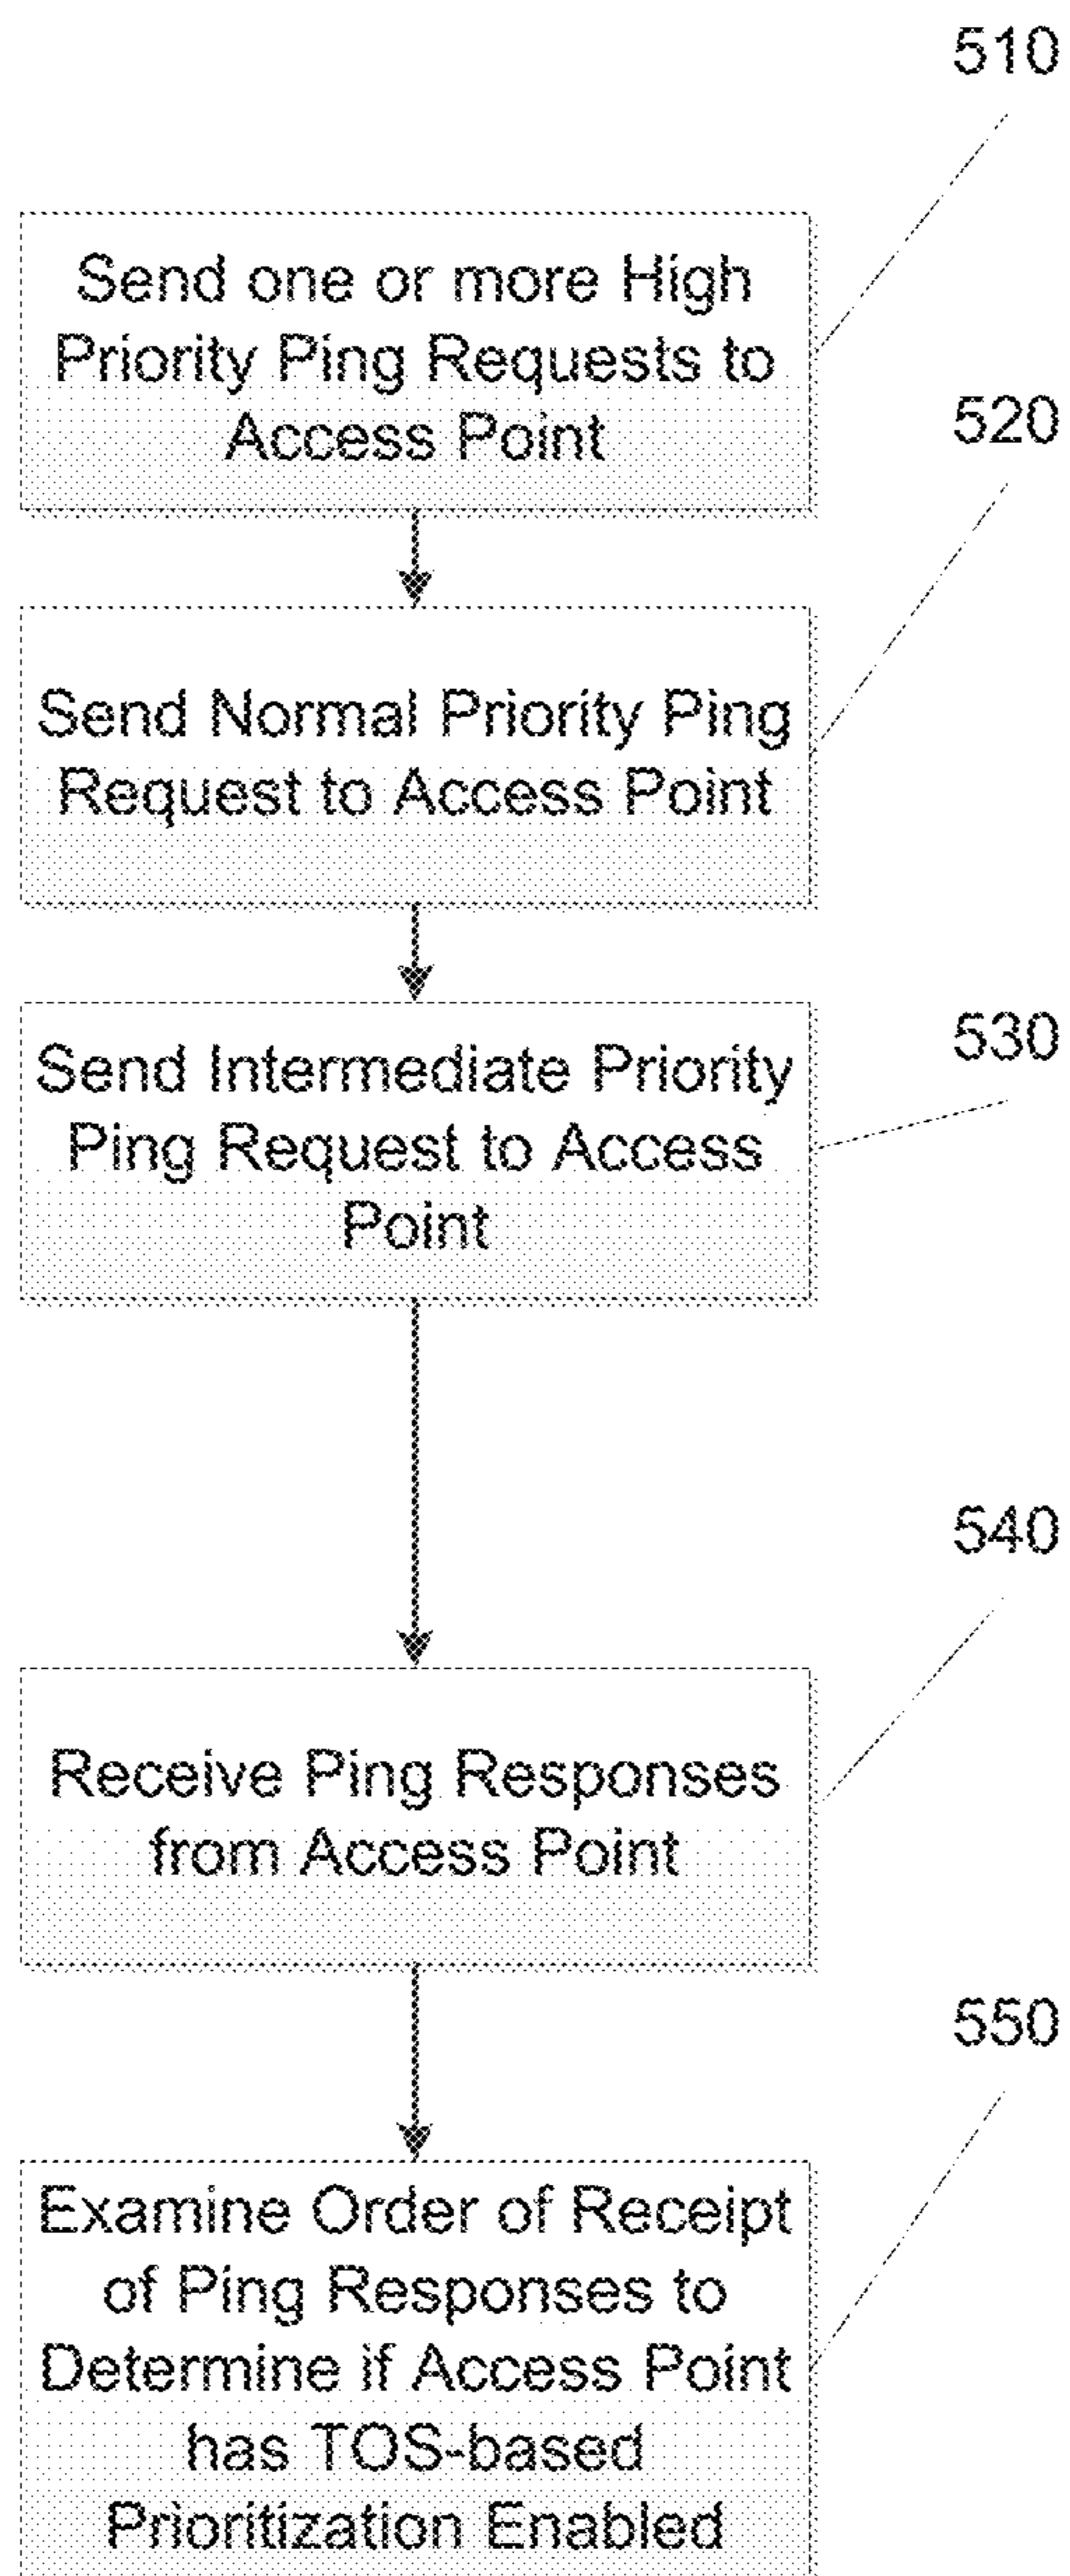 510
Send one or more High
Priority Ping Requests to
Access Point
520
Send Normal Priority Ping
Request to Access Point
530
Send Intermediate Priority
Ping Request to Access
Point
540
Receive Ping Responses
from Access Point
550
Examine Order of Receipt
of Ping Responses to
Determine if Access Point
has TOS-based
Prioritization Enabled